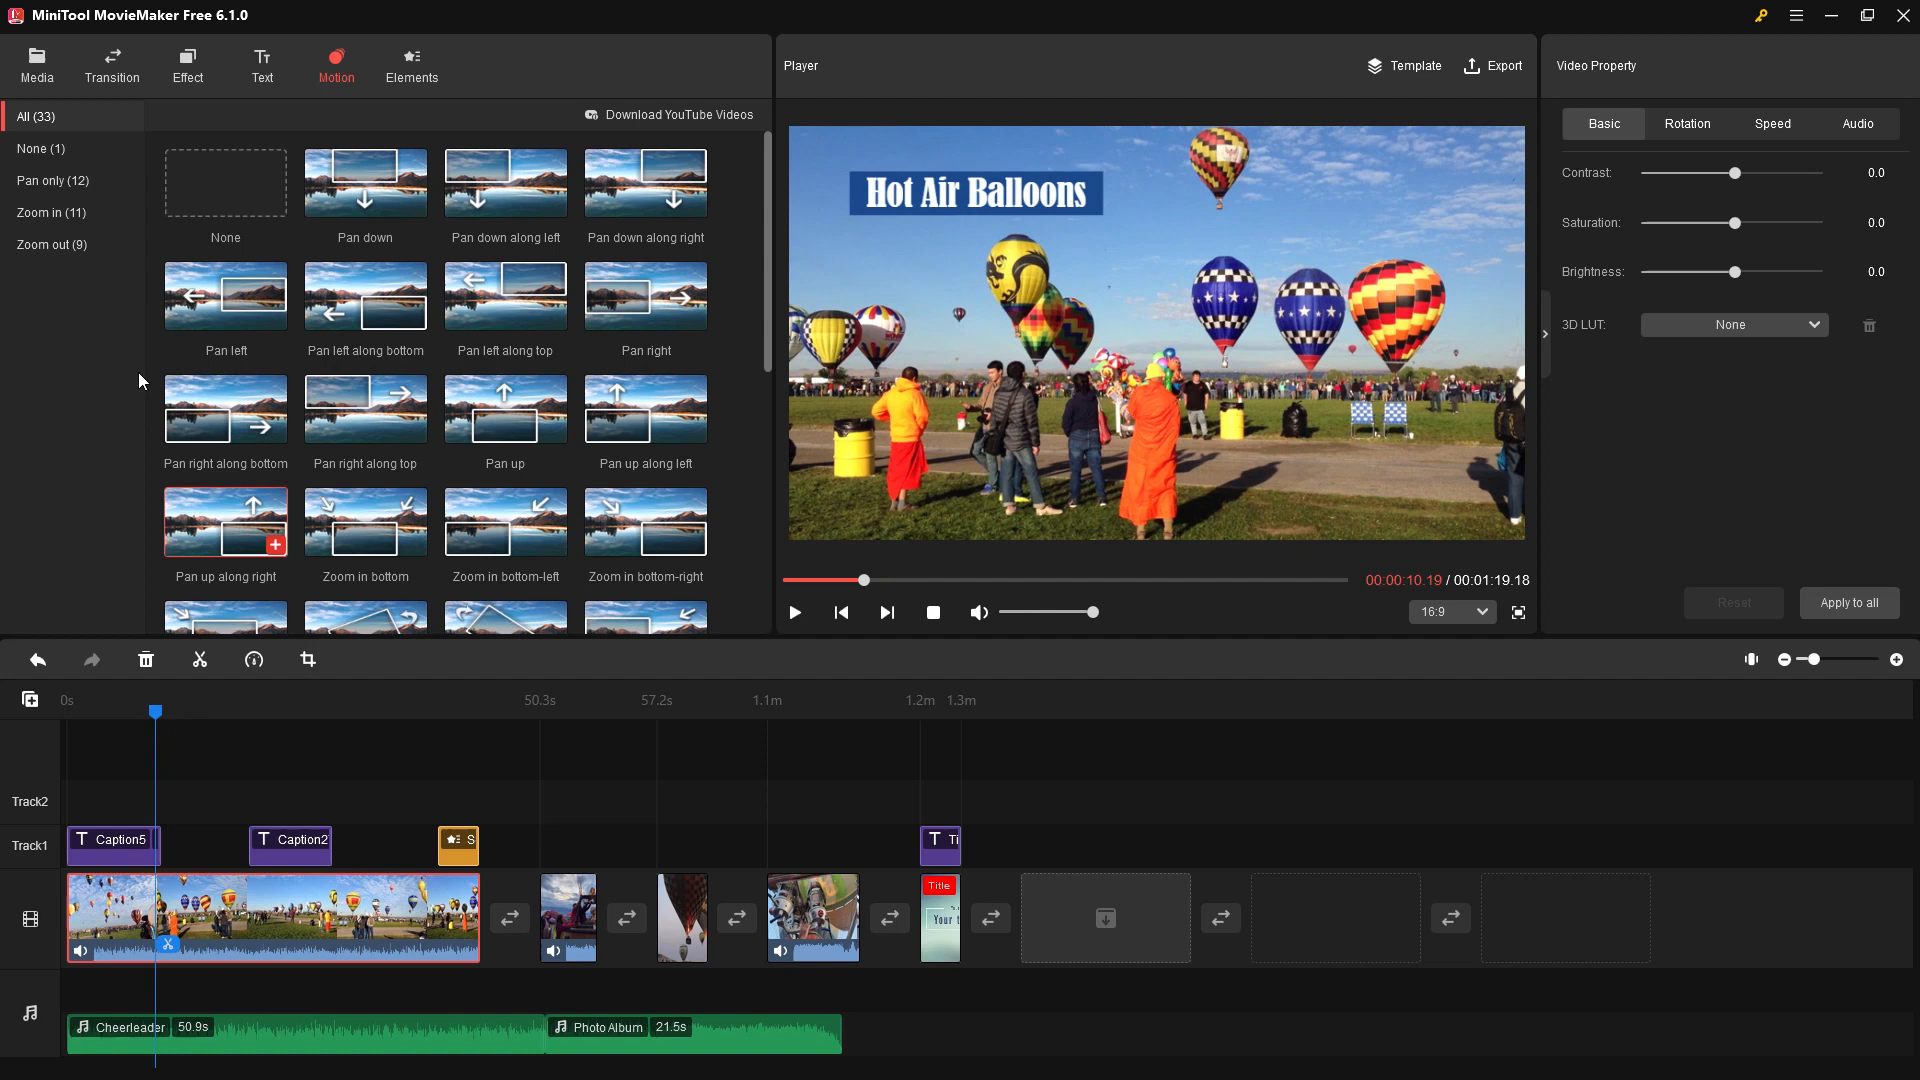 MiniTool MovieMaker Free 6.1.0
Media
Transition
Effect
Text
Motion
Elements
Player
Template
Export
Video Property
All (33)
Download YouTube Videos
None (1)
Pan only (12)
Zoom in (11)
Zoom out (9)
None
Pan down
Pan down along left
Pan down along right
Pan left
Pan left along bottom
Pan left along top
Pan right
Pan right along bottom
Pan right along top
Pan up
Pan up along left
Pan up along right
Zoom in bottom
Zoom in bottom-left
Zoom in bottom-right
Hot Air Balloons
00:00:10.19 / 00:01:19.18
16:9
Basic
Rotation
Speed
Audio
Contrast:
0.0
Saturation:
0.0
Brightness:
0.0
3D LUT:
None
Reset
Apply to all
0s
50.3s
57.2s
1.1m
1.2m
1.3m
Track2
Track1
Caption5
Caption2
S
Ti
Title
Your t
Cheerleader
50.9s
Photo Album
21.5s